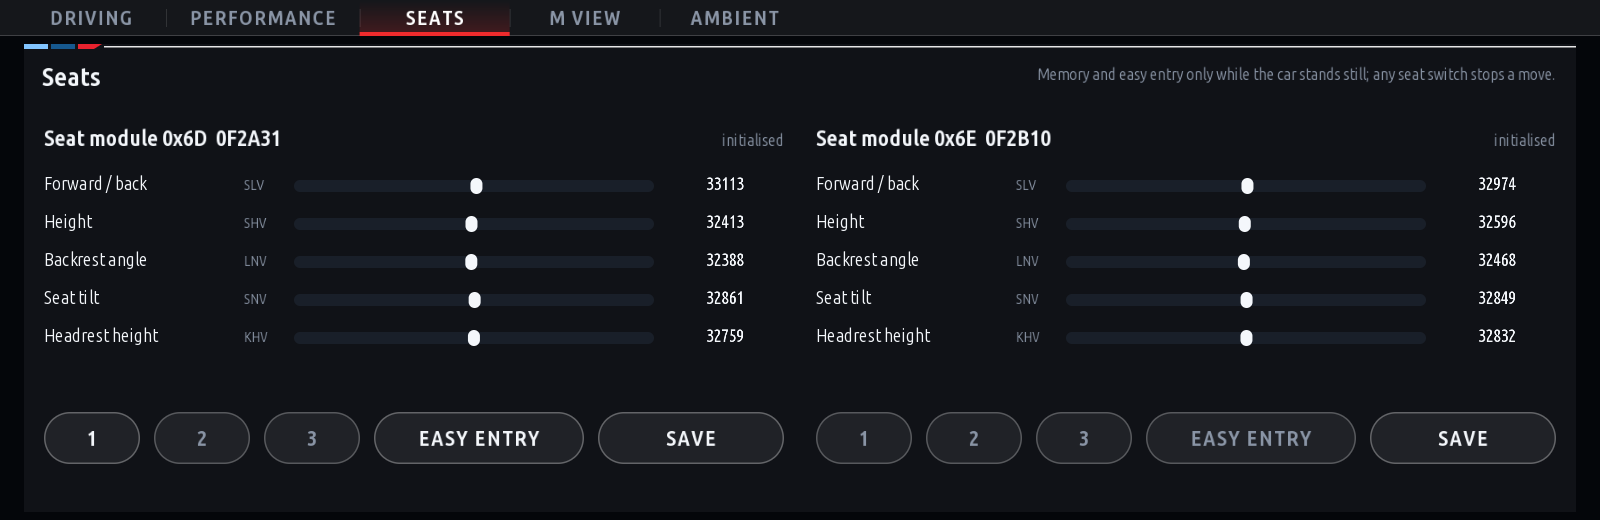 DRIVING PERFORMANCE SEATS M VIEW AMBIENT
Seats
Memory and easy entry only while the car stands still; any seat switch stops a move.
Seat module 0x6D 0F2A31 initialised
Forward / back SLV 33113
Height SHV 32413
Backrest angle LNV 32388
Seat tilt SNV 32861
Headrest height KHV 32759
1 2 3 EASY ENTRY SAVE
Seat module 0x6E 0F2B10 initialised
Forward / back SLV 32974
Height SHV 32596
Backrest angle LNV 32468
Seat tilt SNV 32849
Headrest height KHV 32832
1 2 3 EASY ENTRY SAVE